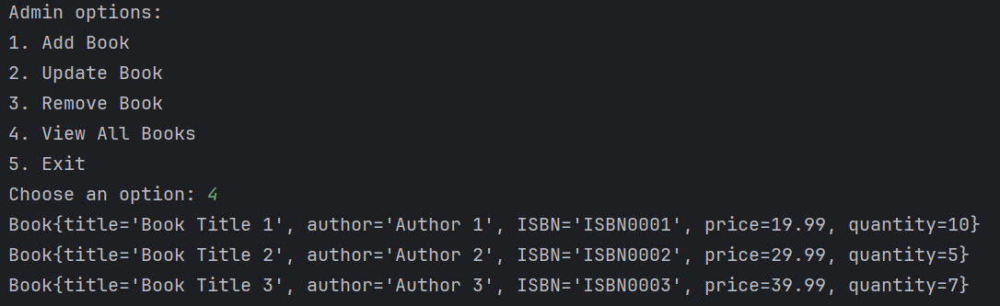 Admin options:
1. Add Book
2. Update Book
3. Remove Book
4. View All Books
5. Exit
Choose an option: 4
Book{title='Book Title 1', author='Author 1', ISBN='ISBN0001', price=19.99, quantity=10}
Book{title='Book Title 2', author='Author 2', ISBN='ISBN0002', price=29.99, quantity=5}
Book{title='Book Title 3', author='Author 3', ISBN='ISBN0003', price=39.99, quantity=7}